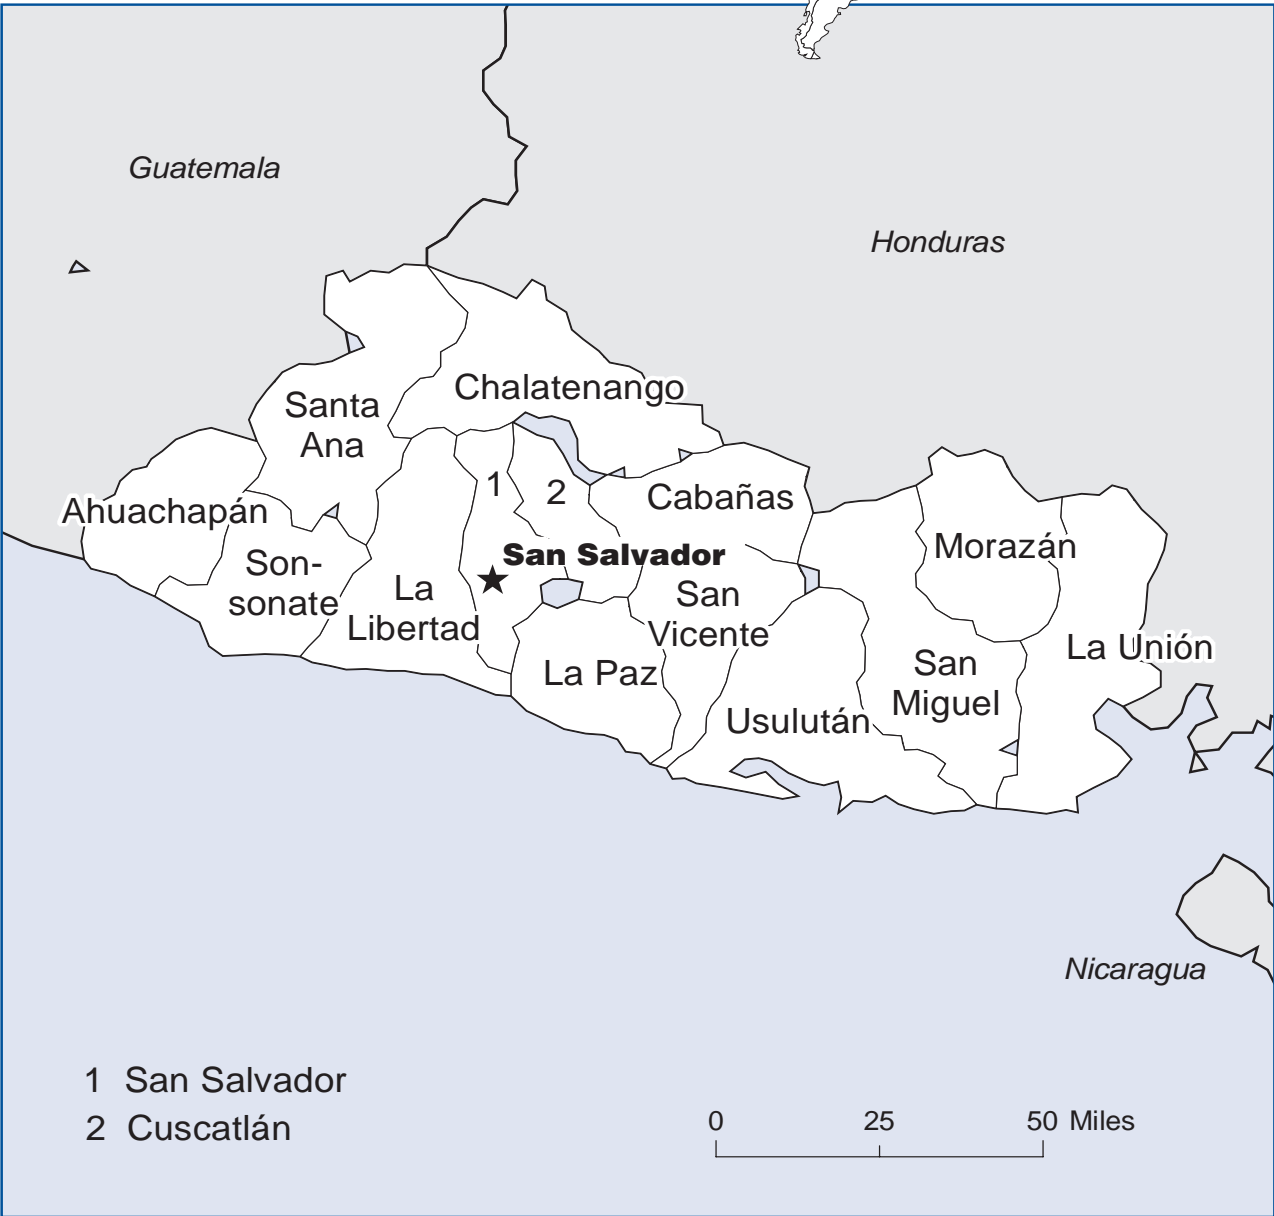 Guatemala
Honduras
Chalatenango
Santa
Ana
1
2
Cabañas
Ahuachapán
San Salvador
Morazán
Son-
sonate
La
Libertad
San
Vicente
La Unión
La Paz
San
Miguel
Usulután
Nicaragua
1 San Salvador
2 Cuscatlán
0 25 50 Miles